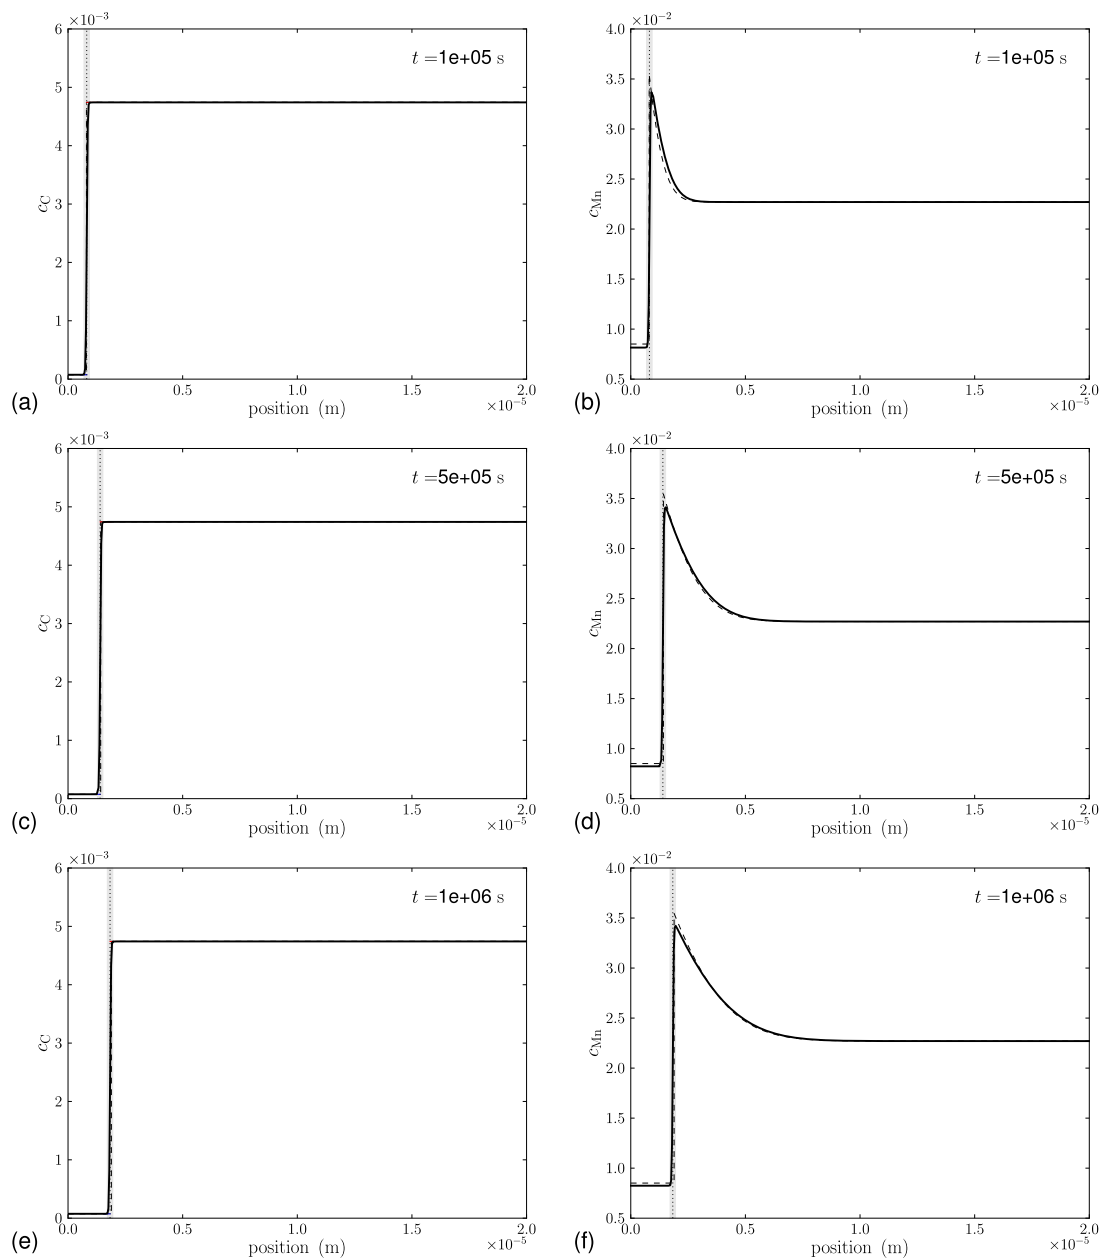 ×10⁻³
6
5
4
3
2
1
0
c_C
t =1e+05 s
0.0 0.5 1.0 1.5 2.0
×10⁻⁵
position (m)
(a)
×10⁻²
4.0
3.5
3.0
2.5
2.0
1.5
1.0
0.5
c_Mn
t =1e+05 s
0.0 0.5 1.0 1.5 2.0
×10⁻⁵
position (m)
(b)
×10⁻³
6
5
4
3
2
1
0
c_C
t =5e+05 s
0.0 0.5 1.0 1.5 2.0
×10⁻⁵
position (m)
(c)
×10⁻²
4.0
3.5
3.0
2.5
2.0
1.5
1.0
0.5
c_Mn
t =5e+05 s
0.0 0.5 1.0 1.5 2.0
×10⁻⁵
position (m)
(d)
×10⁻³
6
5
4
3
2
1
0
c_C
t =1e+06 s
0.0 0.5 1.0 1.5 2.0
×10⁻⁵
position (m)
(e)
×10⁻²
4.0
3.5
3.0
2.5
2.0
1.5
1.0
0.5
c_Mn
t =1e+06 s
0.0 0.5 1.0 1.5 2.0
×10⁻⁵
position (m)
(f)